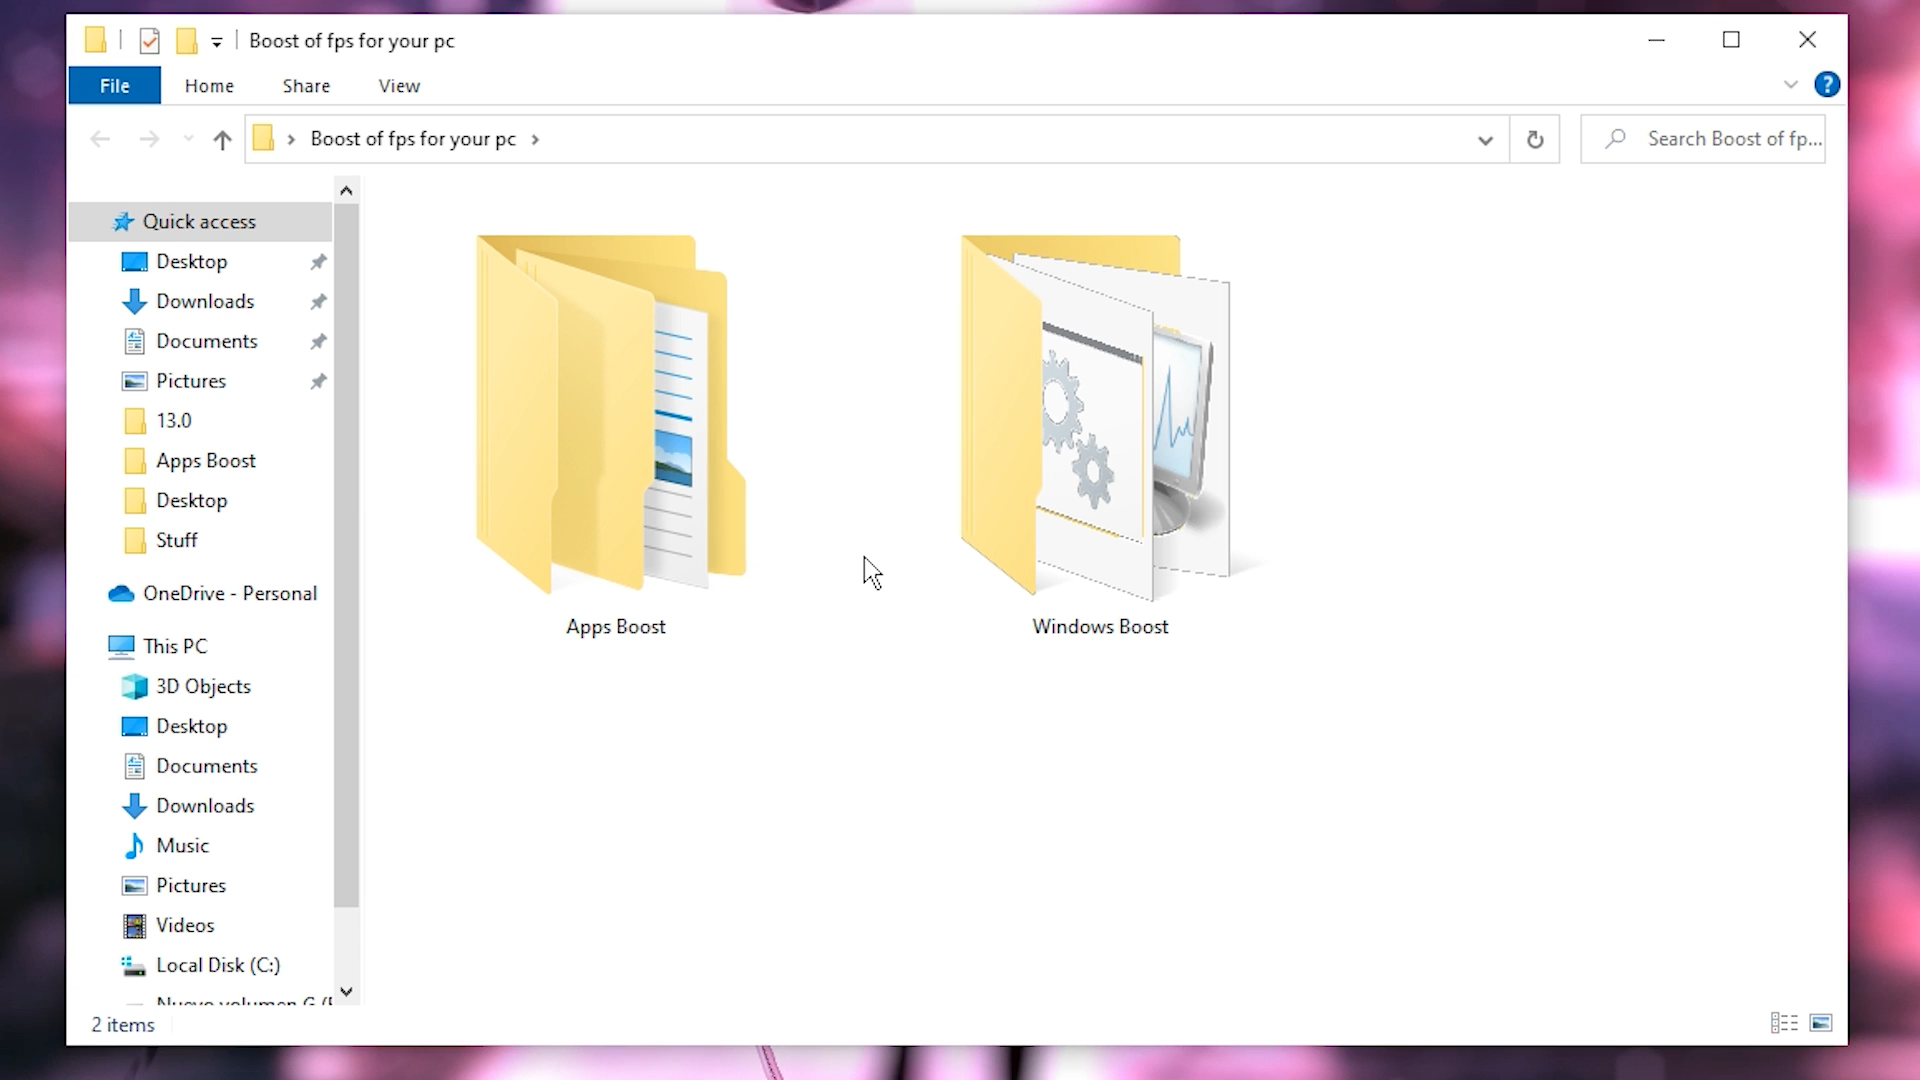 Boost of fps for your pc
File Home Share View
Boost of fps for your pc
Search Boost of fp...
Quick access
Desktop
Downloads
Documents
Pictures
13.0
Apps Boost
Desktop
Stuff
OneDrive - Personal
This PC
3D Objects
Desktop
Documents
Downloads
Music
Pictures
Videos
Local Disk (C:)
Nuevo volumen G (
Apps Boost
Windows Boost
2 items